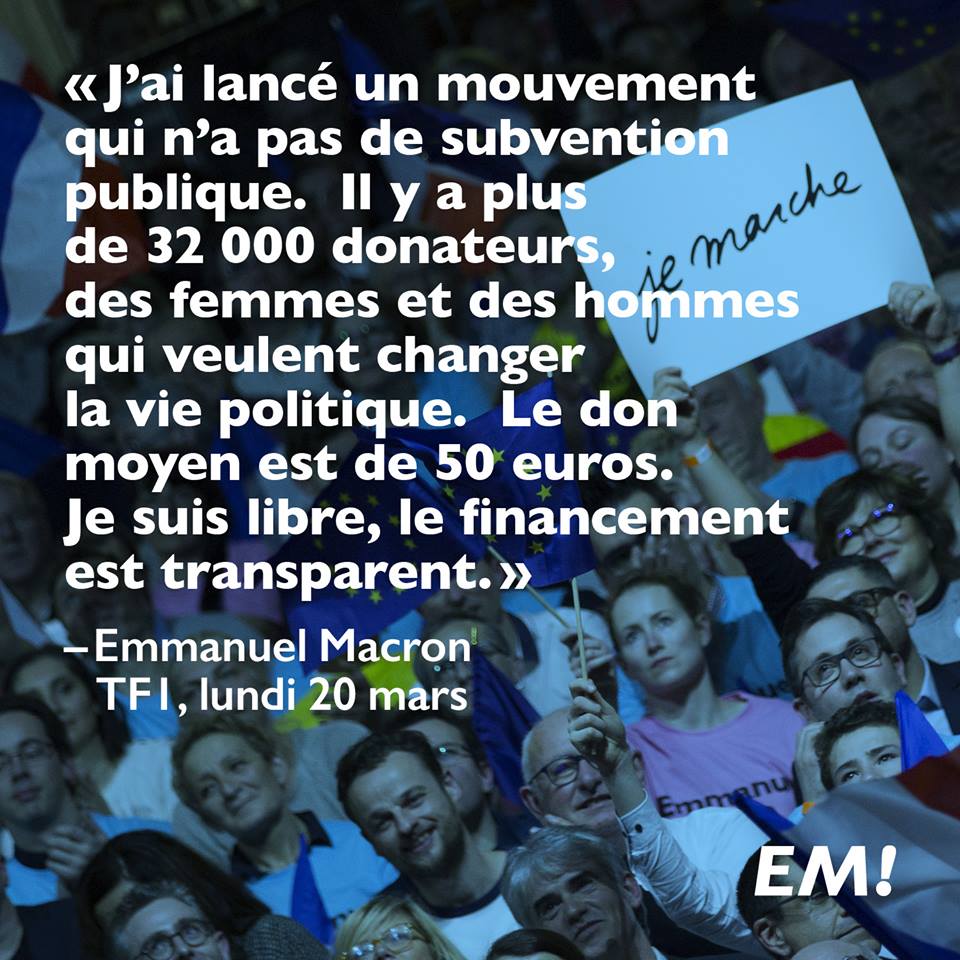 « J’ai lancé un mouvement
qui n’a pas de subvention
publique.  Il y a plus
de 32 000 donateurs,
des femmes et des hommes
qui veulent changer
la vie politique.  Le don
moyen est de 50 euros.
Je suis libre, le financement
est transparent. »
– Emmanuel Macron
TF1, lundi 20 mars
je marche
Emmanu
EM!